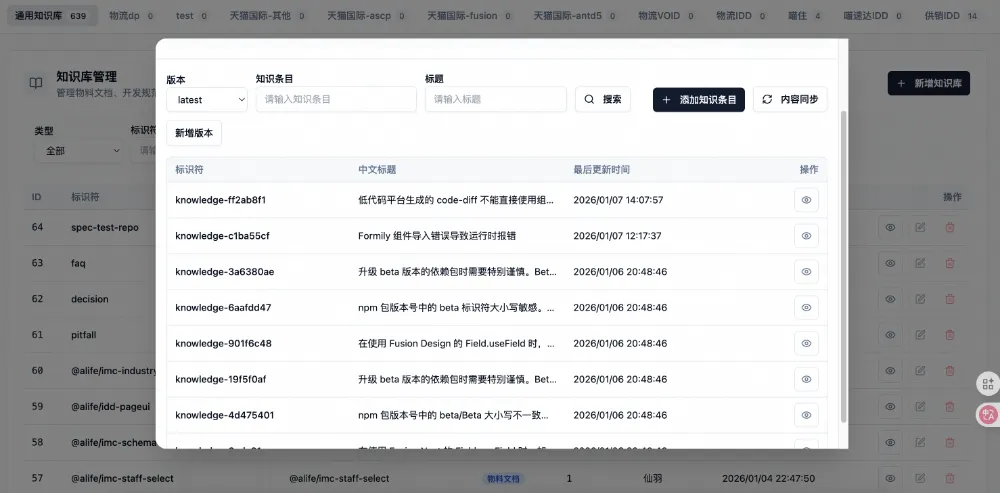 通用知识库 639 物流dp 0 test 0 天猫国际-其他 0 天猫国际-ascp 0 天猫国际-fusion 0 天猫国际-antd5 0 物流VOID 0 物流IDD 0 喵住 4 喵速达IDD 0 供销IDD 14
知识库管理
管理物料文档、开发规范
+ 新增知识库
类型
标识符
全部
ID 标识符 操作
64 spec-test-repo
63 faq
62 decision
61 pitfall
60 @alife/imc-industry
59 @alife/idd-pageui
58 @alife/imc-schema
57 @alife/imc-staff-select @alife/imc-staff-select 物料文档 1 仙羽 2026/01/04 22:47:50
版本 知识条目 标题
latest 请输入知识条目 请输入标题 搜索 + 添加知识条目 内容同步
新增版本
标识符 中文标题 最后更新时间 操作
knowledge-ff2ab8f1 低代码平台生成的 code-diff 不能直接使用组... 2026/01/07 14:07:57
knowledge-c1ba55cf Formily 组件导入错误导致运行时报错 2026/01/07 12:17:37
knowledge-3a6380ae 升级 beta 版本的依赖包时需要特别谨慎。Bet... 2026/01/06 20:48:46
knowledge-6aafdd47 npm 包版本号中的 beta 标识符大小写敏感。... 2026/01/06 20:48:46
knowledge-901f6c48 在使用 Fusion Design 的 Field.useField 时，... 2026/01/06 20:48:46
knowledge-19f5f0af 升级 beta 版本的依赖包时需要特别谨慎。Bet... 2026/01/06 20:48:46
knowledge-4d475401 npm 包版本号中的 beta/Beta 大小写不一致... 2026/01/06 20:48:46